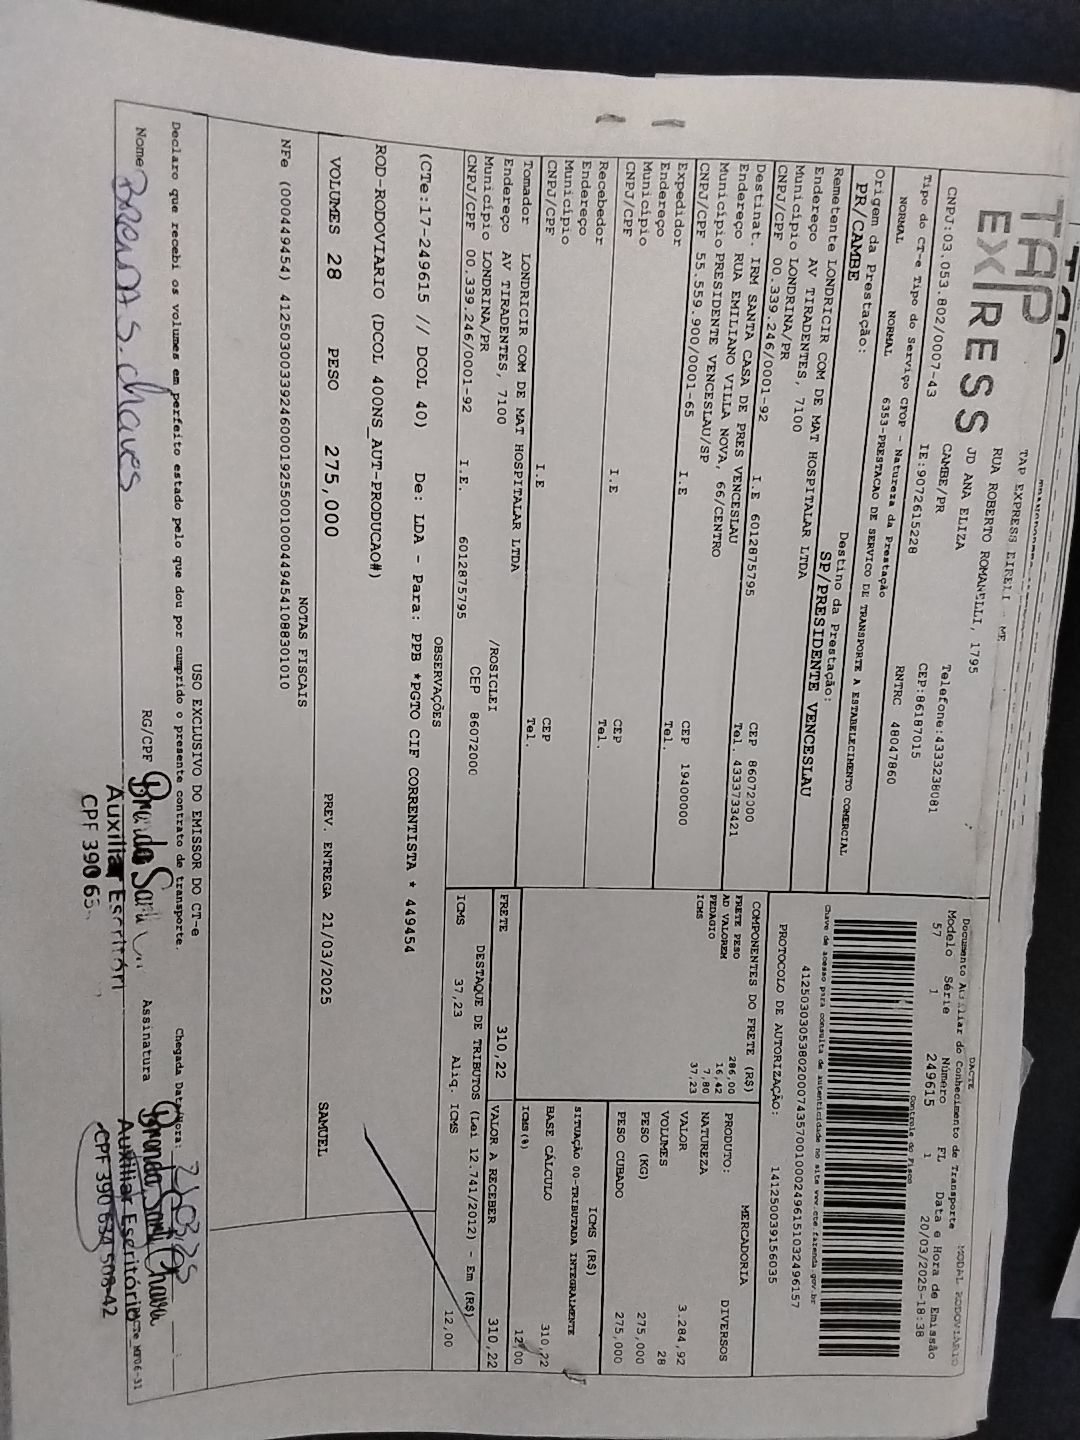 TAP
EXPRESS
TAP EXPRESS EIRELI ME
RUA ROBERTO ROMANELLI, 1795
JD ANA ELIZA
CAMBE/PR
Telefone:4333238081
CNPJ:03.053.802/0007-43
IE:9072615228
CEP:86187015
RNTRC 48047860
Tipo do CT-e Tipo do Serviço CFOP - Natureza da Prestação
NORMAL NORMAL 6353-PRESTACAO DE SERVICO DE TRANSPORTE A ESTABELECIMENTO COMERCIAL
Origem da Prestação: Destino da Prestação:
PR/CAMBE SP/PRESIDENTE VENCESLAU
Remetente LONDRICIR COM DE MAT HOSPITALAR LTDA
Endereço AV TIRADENTES, 7100
Município LONDRINA/PR CEP 86072000
CNPJ/CPF 00.339.246/0001-92 I.E 6012875795 Tel. 4333733421
Destinat. IRM SANTA CASA DE PRES VENCESLAU
Endereço RUA EMILIANO VILLA NOVA, 66/CENTRO
Município PRESIDENTE VENCESLAU/SP CEP 19400000
CNPJ/CPF 55.559.900/0001-65 I.E Tel.
Expedidor
Endereço
Município CEP
CNPJ/CPF I.E Tel.
Recebedor
Endereço
Município CEP
CNPJ/CPF I.E Tel.
Tomador LONDRICIR COM DE MAT HOSPITALAR LTDA
Endereço AV TIRADENTES, 7100 /ROSICLEI
Município LONDRINA/PR CEP 86072000
CNPJ/CPF 00.339.246/0001-92 I.E. 6012875795
DACTE
Documento Auxiliar do Conhecimento de Transporte MODAL RODOVIARIO
Modelo Série Número FL Data e Hora de Emissão
57 1 249615 1 20/03/2025-18:38
Controle do Fisco
Chave de acesso para consulta de autenticidade no site www.cte.fazenda.gov.br
41250303053802000743570010002496151032496157
PROTOCOLO DE AUTORIZAÇÃO: 141250039156035
COMPONENTES DO FRETE (R$)
FRETE PESO 286,00
AD VALOREM 16,42
PEDAGIO 7,80
ICMS 37,23
MERCADORIA
PRODUTO: DIVERSOS
NATUREZA
VALOR 3.284,92
VOLUMES 28
PESO (KG) 275,000
PESO CUBADO 275,000
ICMS (R$)
SITUAÇÃO 00-TRIBUTADA INTEGRALMENTE
BASE CÁLCULO 310,22
ICMS(%) 12,00
FRETE 310,22 VALOR A RECEBER 310,22
DESTAQUE DE TRIBUTOS (Lei 12.741/2012) - Em (R$)
ICMS 37,23 Aliq. ICMS 12,00
OBSERVAÇÕES
(CTe:17-249615 // DCOL 40) De: LDA - Para: PPB *PGTO CIF CORRENTISTA * 449454
ROD-RODOVIARIO (DCOL 400NS_AUT-PRODUCAO#)
VOLUMES 28 PESO 275,000 PREV. ENTREGA 21/03/2025 SAMUEL
NOTAS FISCAIS
NFe (000449454) 41250300339246000192550010004494541088301010
USO EXCLUSIVO DO EMISSOR DO CT-e
Declaro que recebi os volumes em perfeito estado pelo que dou por cumprido o presente contrato de transporte. Chegada Data/Hora:
Nome BRENDA S. chaves RG/CPF Assinatura
Auxiliar Escritóri
CPF 390 65
Auxiliar Escritório
CPF 390 634 508-42